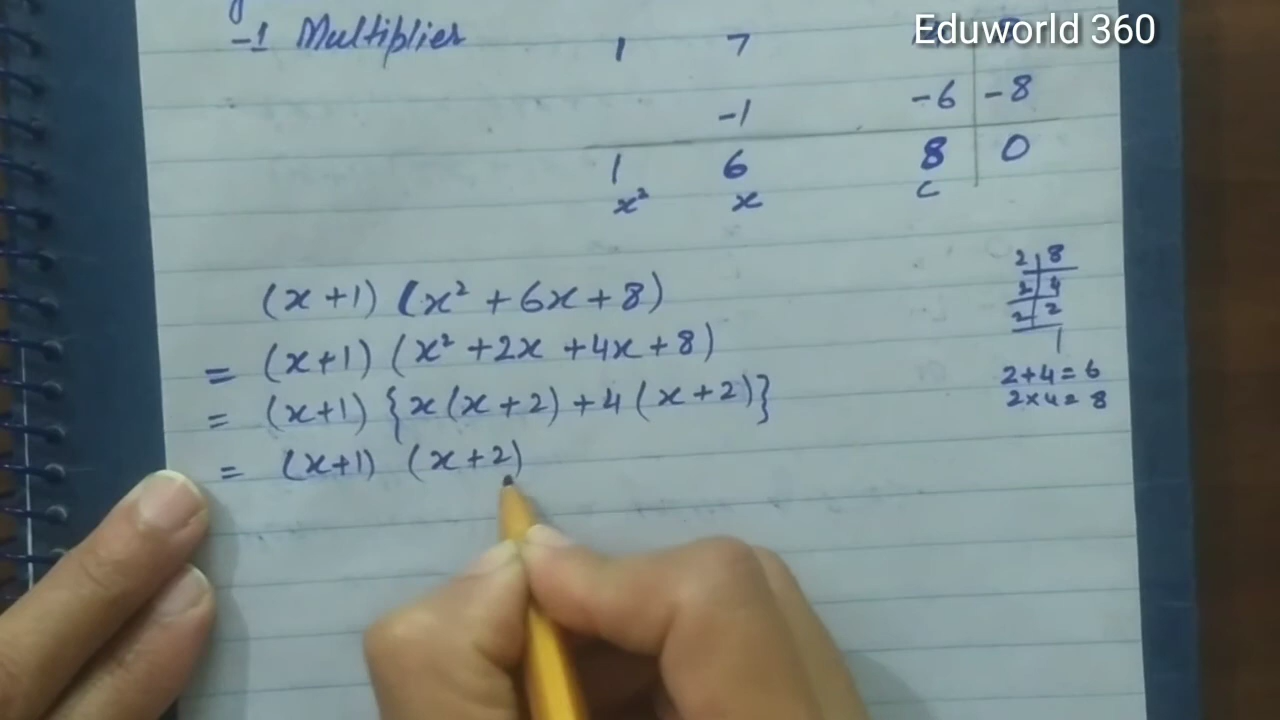 Eduworld 360
-1 Multiplier
1 7
-1 -6 -8
1 6 8 0
x² x c
(x+1) (x² + 6x + 8)
= (x+1) (x² + 2x + 4x + 8)
= (x+1) {x(x+2) + 4(x+2)}
= (x+1) (x+2)
2 8
2 4
2 2
1
2+4=6
2×4=8